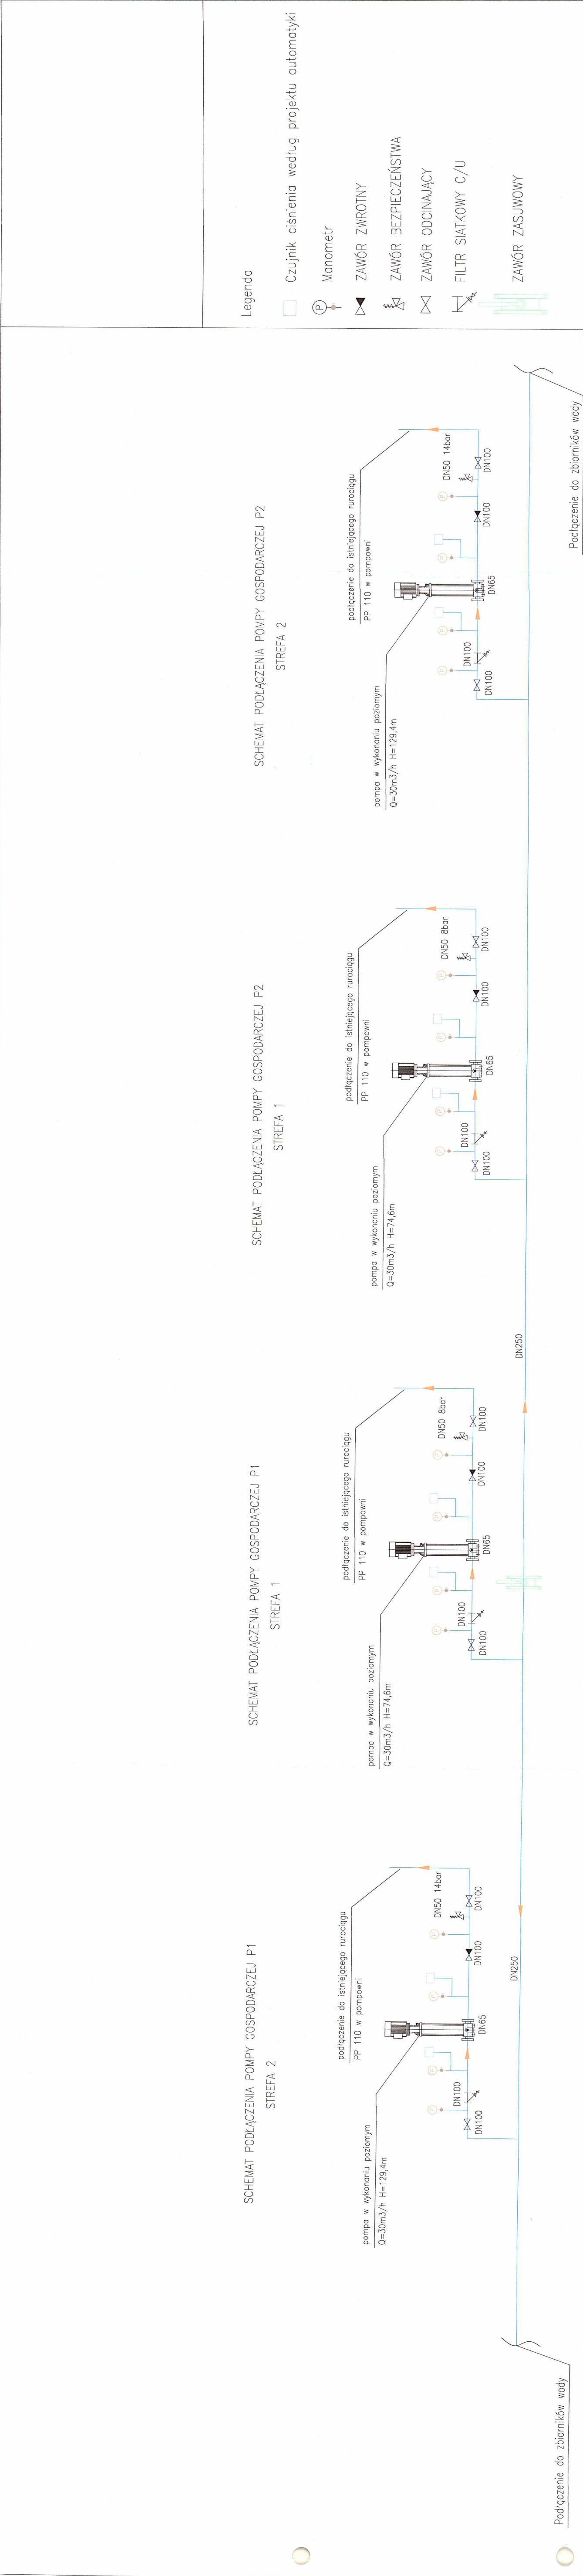 SCHEMAT PODŁĄCZENIA POMPY GOSPODARCZEJ P1
STREFA 2
podłączenie do istniejącego rurociągu
PP 110 w pompowni
pompa w wykonaniu poziomym
Q=30m3/h H=129,4m
DN50 14bar
P
P
P
P
DN100
DN100
DN65
DN100
DN100
SCHEMAT PODŁĄCZENIA POMPY GOSPODARCZEJ P1
STREFA 1
podłączenie do istniejącego rurociągu
PP 110 w pompowni
pompa w wykonaniu poziomym
Q=30m3/h H=74,6m
DN50 8bar
P
P
P
P
DN100
DN100
DN65
DN100
DN100
SCHEMAT PODŁĄCZENIA POMPY GOSPODARCZEJ P2
STREFA 1
podłączenie do istniejącego rurociągu
PP 110 w pompowni
pompa w wykonaniu poziomym
Q=30m3/h H=74,6m
DN50 8bar
P
P
P
P
DN100
DN100
DN65
DN100
DN100
SCHEMAT PODŁĄCZENIA POMPY GOSPODARCZEJ P2
STREFA 2
podłączenie do istniejącego rurociągu
PP 110 w pompowni
pompa w wykonaniu poziomym
Q=30m3/h H=129,4m
DN50 14bar
P
P
P
P
DN100
DN100
DN65
DN100
DN100
DN250
DN250
Podłączenie do zbiorników wody
Podłączenie do zbiorników wody
Legenda
Czujnik ciśnienia według projektu automatyki
P Manometr
ZAWÓR ZWROTNY
ZAWÓR BEZPIECZEŃSTWA
ZAWÓR ODCINAJĄCY
FILTR SIATKOWY C/U
ZAWÓR ZASUWOWY